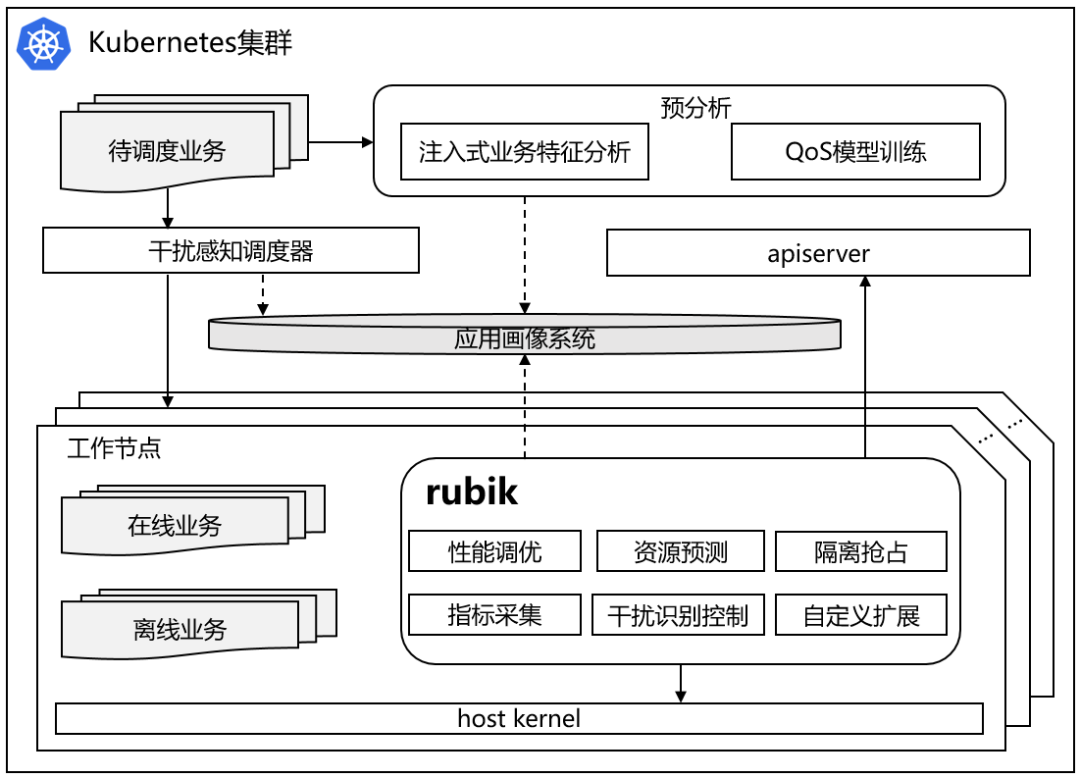 Kubernetes集群
预分析
待调度业务
注入式业务特征分析
QoS模型训练
干扰感知调度器
apiserver
应用画像系统
工作节点
... ...
rubik
在线业务
性能调优
资源预测
隔离抢占
指标采集
干扰识别控制
自定义扩展
离线业务
host kernel